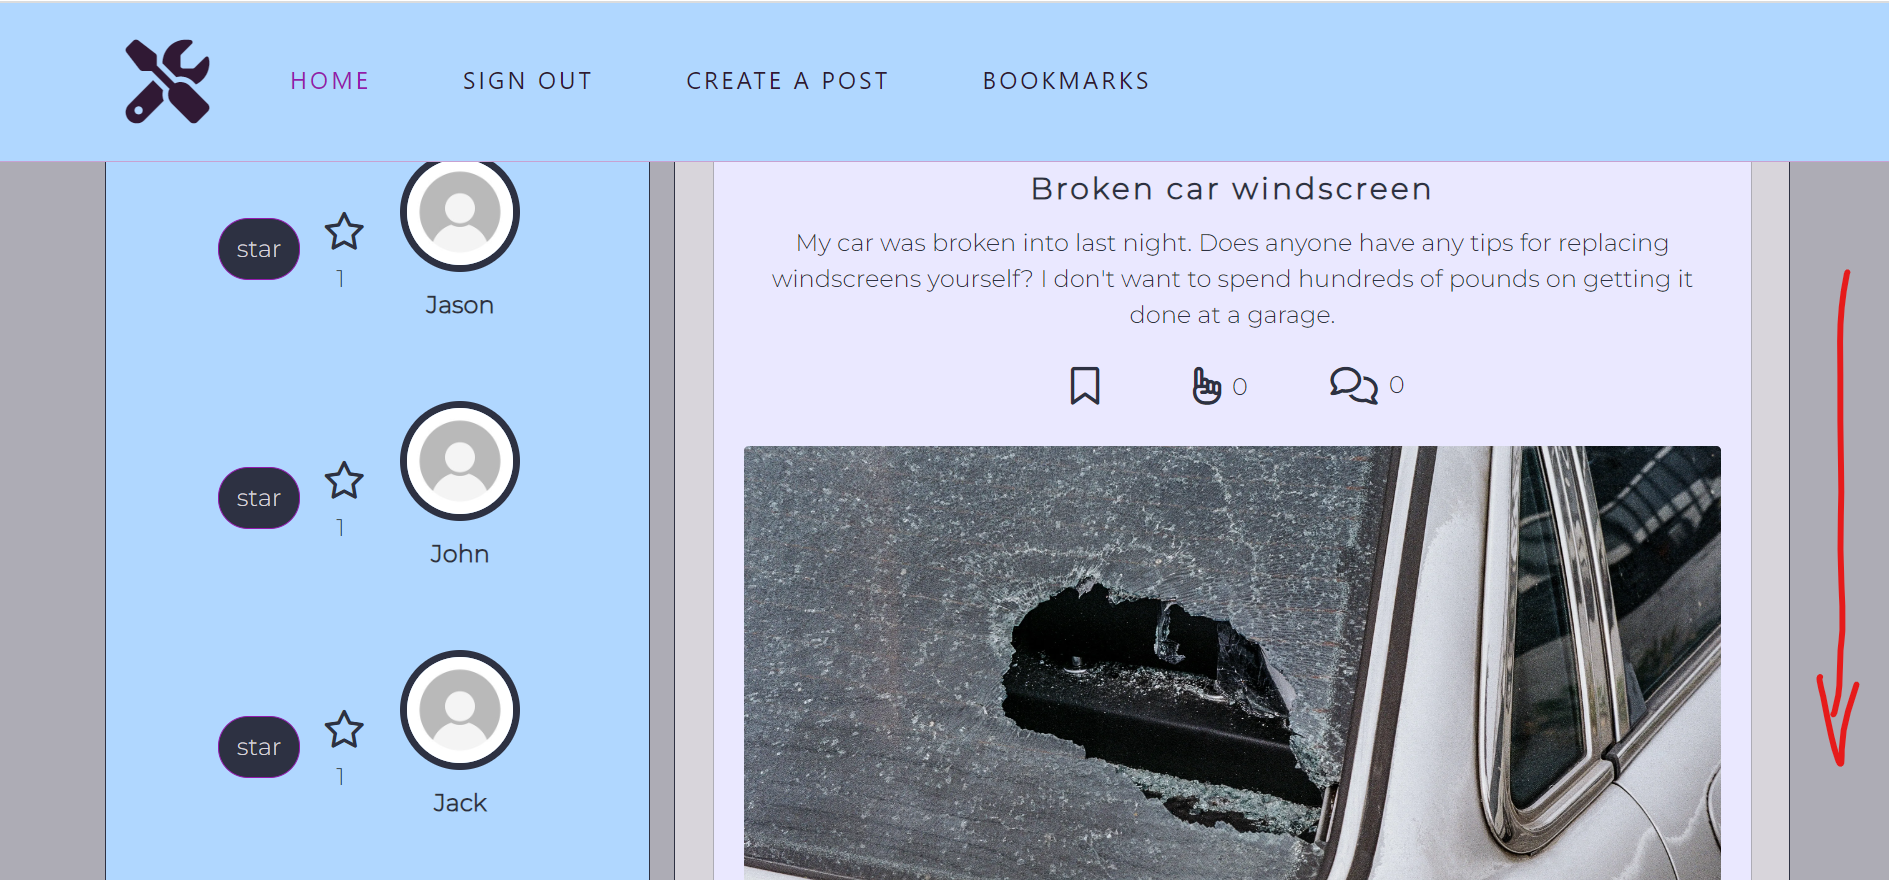 HOME SIGN OUT CREATE A POST BOOKMARKS
star
1
Jason
star
1
John
star
1
Jack
Broken car windscreen
My car was broken into last night. Does anyone have any tips for replacing
windscreens yourself? I don't want to spend hundreds of pounds on getting it
done at a garage.
0 0